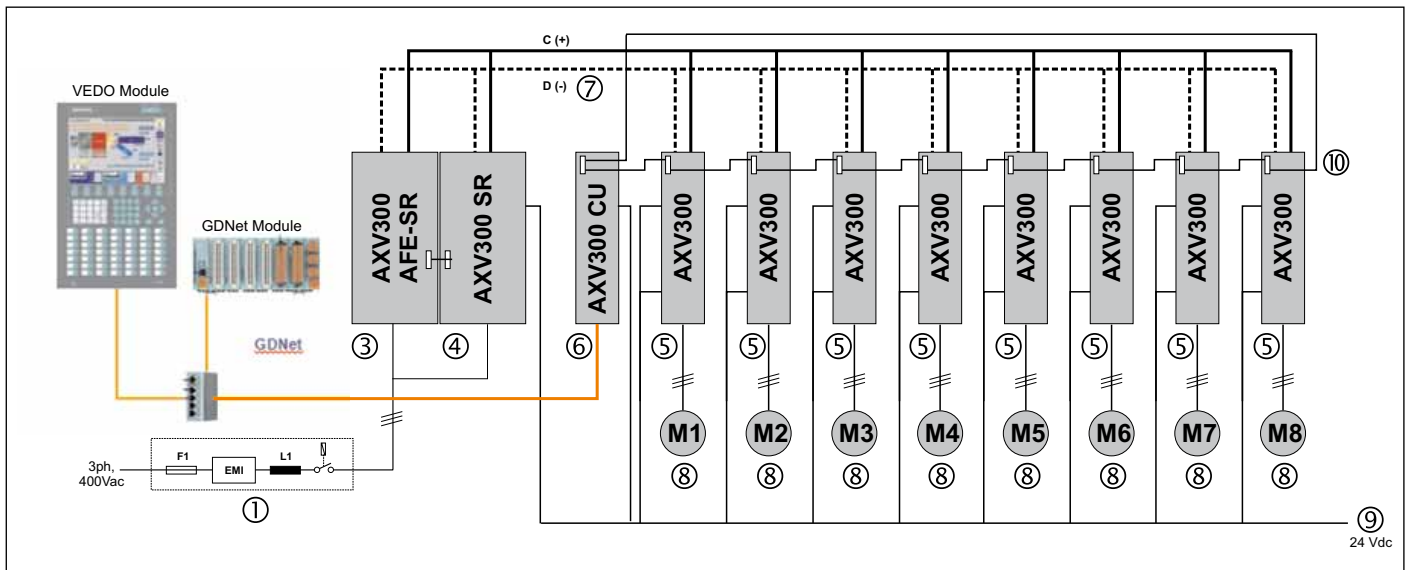 C (+)
D (-)
⑦
VEDO Module
GDNet Module
GDNet
AXV300
AFE-SR
AXV300 SR
AXV300 CU
AXV300
AXV300
AXV300
AXV300
AXV300
AXV300
AXV300
AXV300
⑩
③
④
⑥
⑤
⑤
⑤
⑤
⑤
⑤
⑤
⑤
M1
M2
M3
M4
M5
M6
M7
M8
⑧
⑧
⑧
⑧
⑧
⑧
⑧
⑧
3ph,
400Vac
F1
EMI
L1
①
⑨
24 Vdc